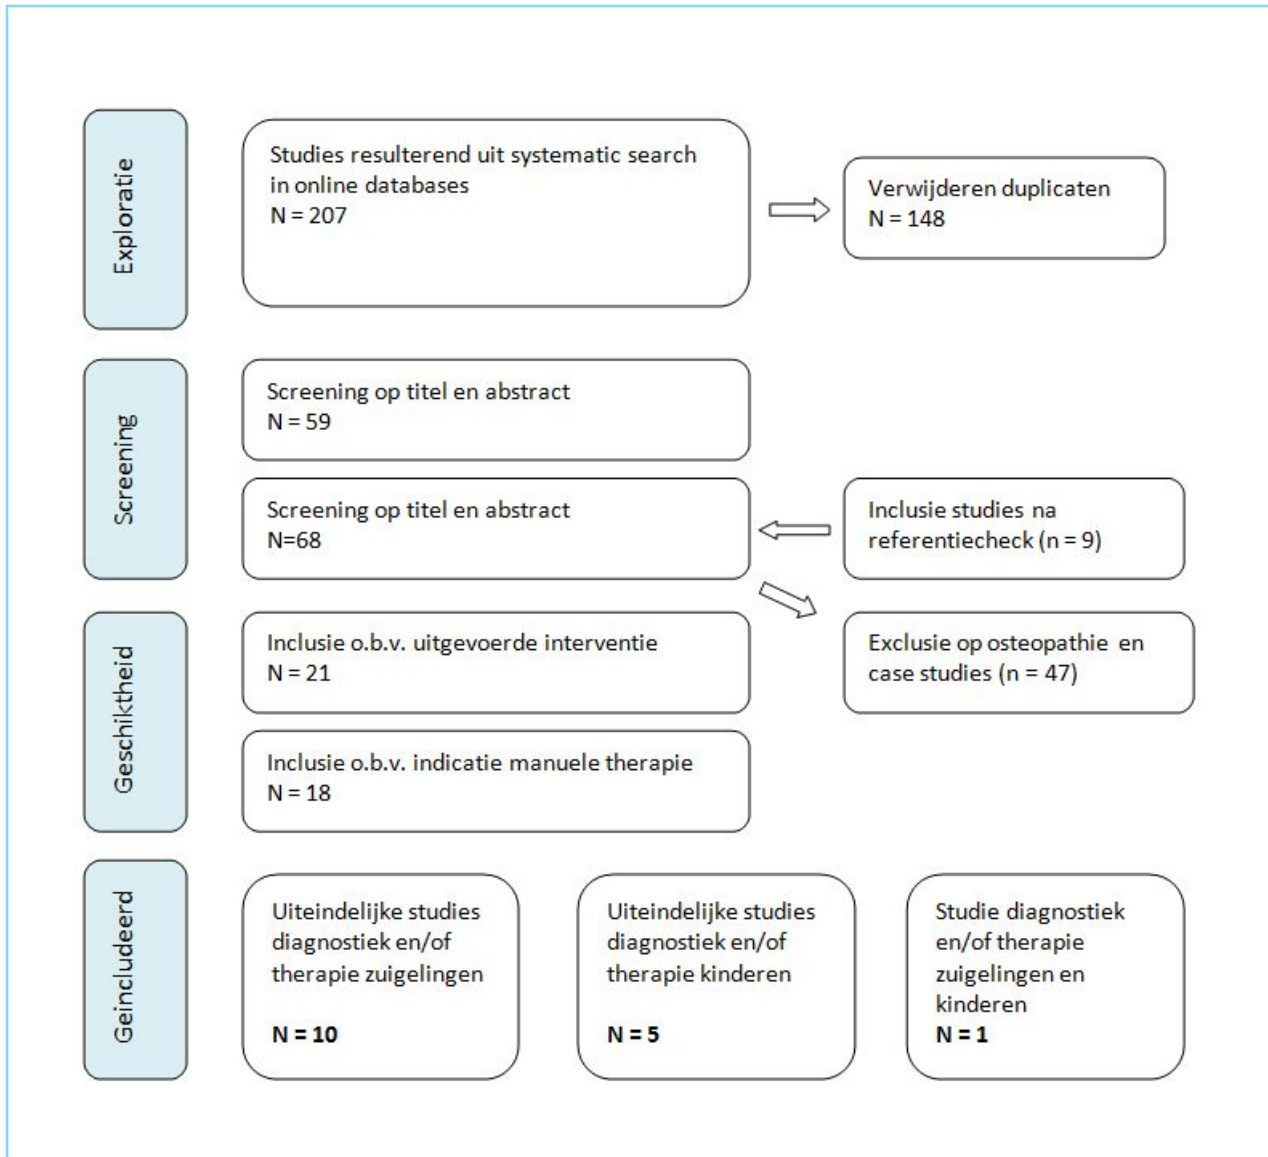 Exploratie
Studies resulterend uit systematic search
in online databases
N = 207
Verwijderen duplicaten
N = 148
Screening
Screening op titel en abstract
N = 59
Screening op titel en abstract
N=68
Inclusie studies na
referentiecheck (n = 9)
Geschiktheid
Inclusie o.b.v. uitgevoerde interventie
N = 21
Exclusie op osteopathie en
case studies (n = 47)
Inclusie o.b.v. indicatie manuele therapie
N = 18
Geincludeerd
Uiteindelijke studies
diagnostiek en/of
therapie zuigelingen
N = 10
Uiteindelijke studies
diagnostiek en/of
therapie kinderen
N = 5
Studie diagnostiek
en/of therapie
zuigelingen en
kinderen
N = 1